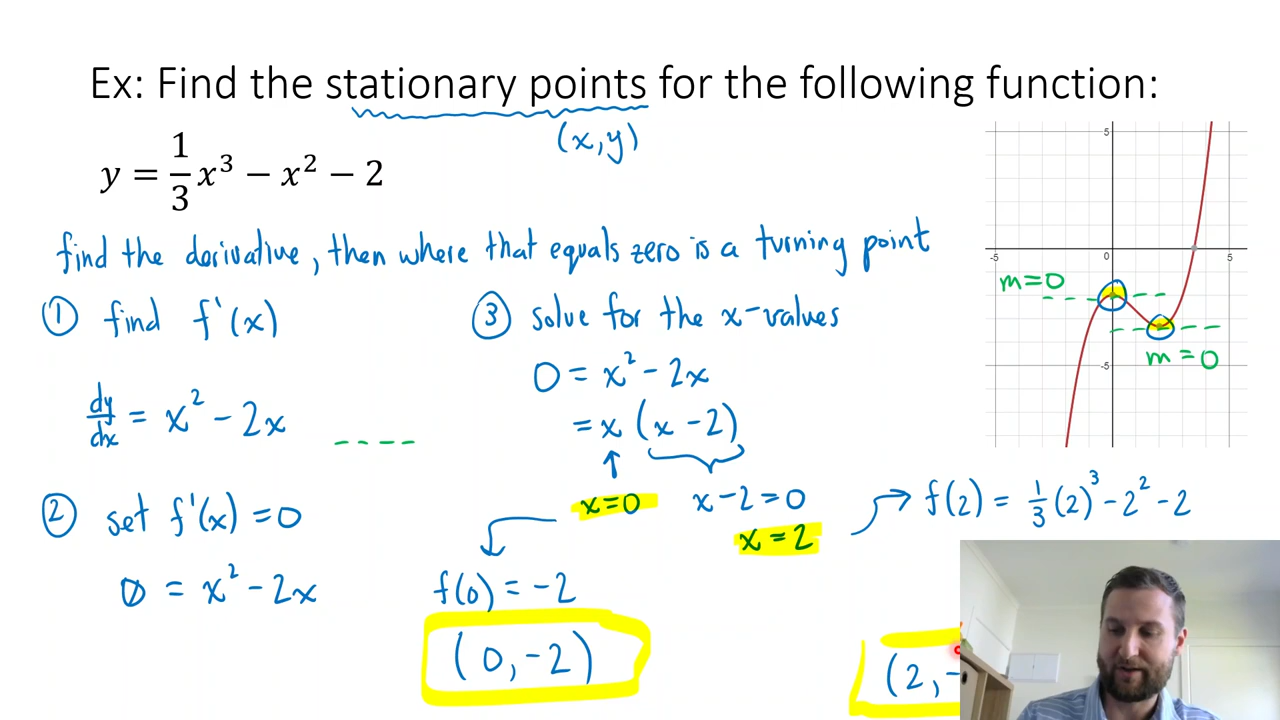 Ex: Find the stationary points for the following function:
(x,y)
y = 1/3 x³ − x² − 2
find the derivative, then where that equals zero is a turning point
① find f'(x)
dy/dx = x² - 2x
② set f'(x) = 0
0 = x² - 2x
③ solve for the x-values
0 = x² - 2x
= x (x - 2)
x=0
x - 2 = 0
x = 2
f(0) = -2
(0, -2)
f(2) = 1/3 (2)³ - 2² - 2
(2, -
5
-5
0
5
-5
m=0
m = 0